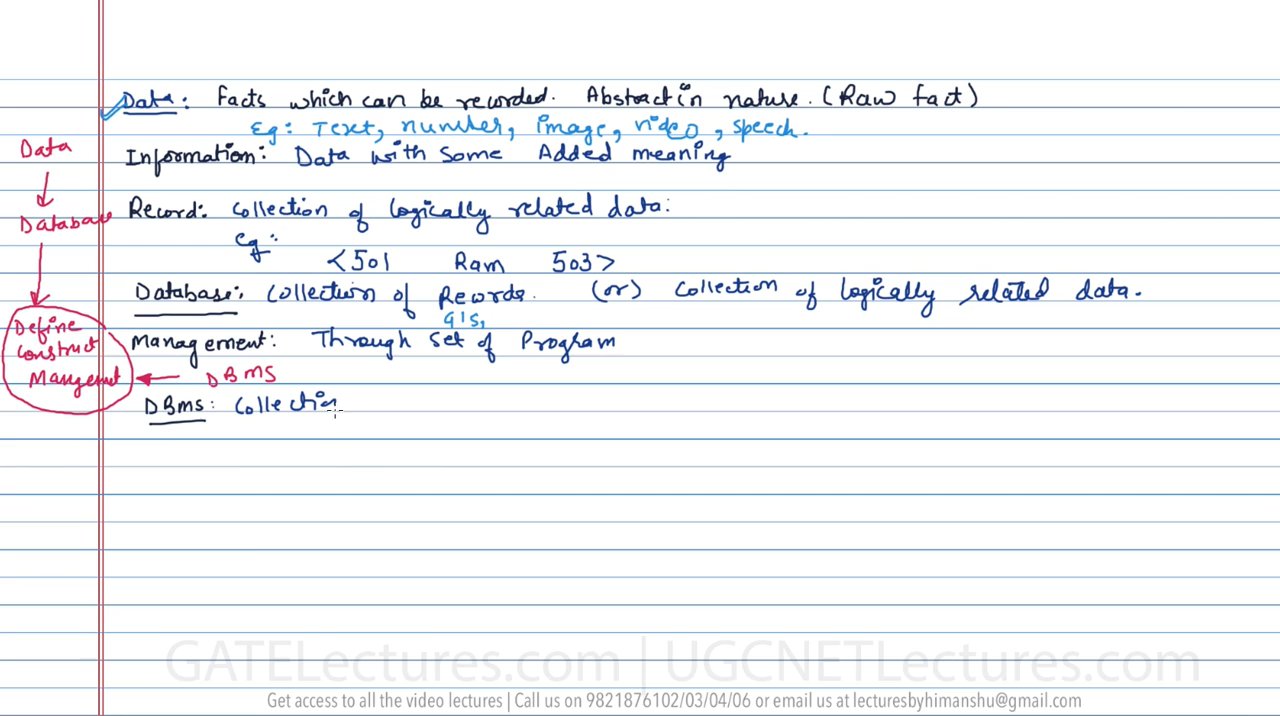 Data: Facts which can be recorded. Abstract in nature. (Raw fact)
Eg: Text, number, image, video, speech.
Data
Information: Data with some Added meaning
Database
Record: Collection of logically related data:
eg:
<501 Ram 503>
Database: Collection of Records. (or) Collection of logically related data.
GIS,
Define
Construct
Mangement
Management: Through set of Program
DBMS
DBMS: Collection
GATELectures.com | UGCNETLectures.com
Get access to all the video lectures | Call us on 9821876102/03/04/06 or email us at lecturesbyhimanshu@gmail.com